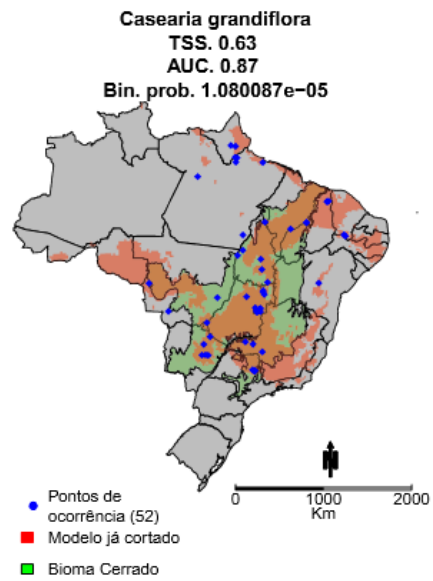 Casearia grandiflora
TSS. 0.63
AUC. 0.87
Bin. prob. 1.080087e−05
N
0 1000 2000
Km
Pontos de
ocorrência (52)
Modelo já cortado
Bioma Cerrado